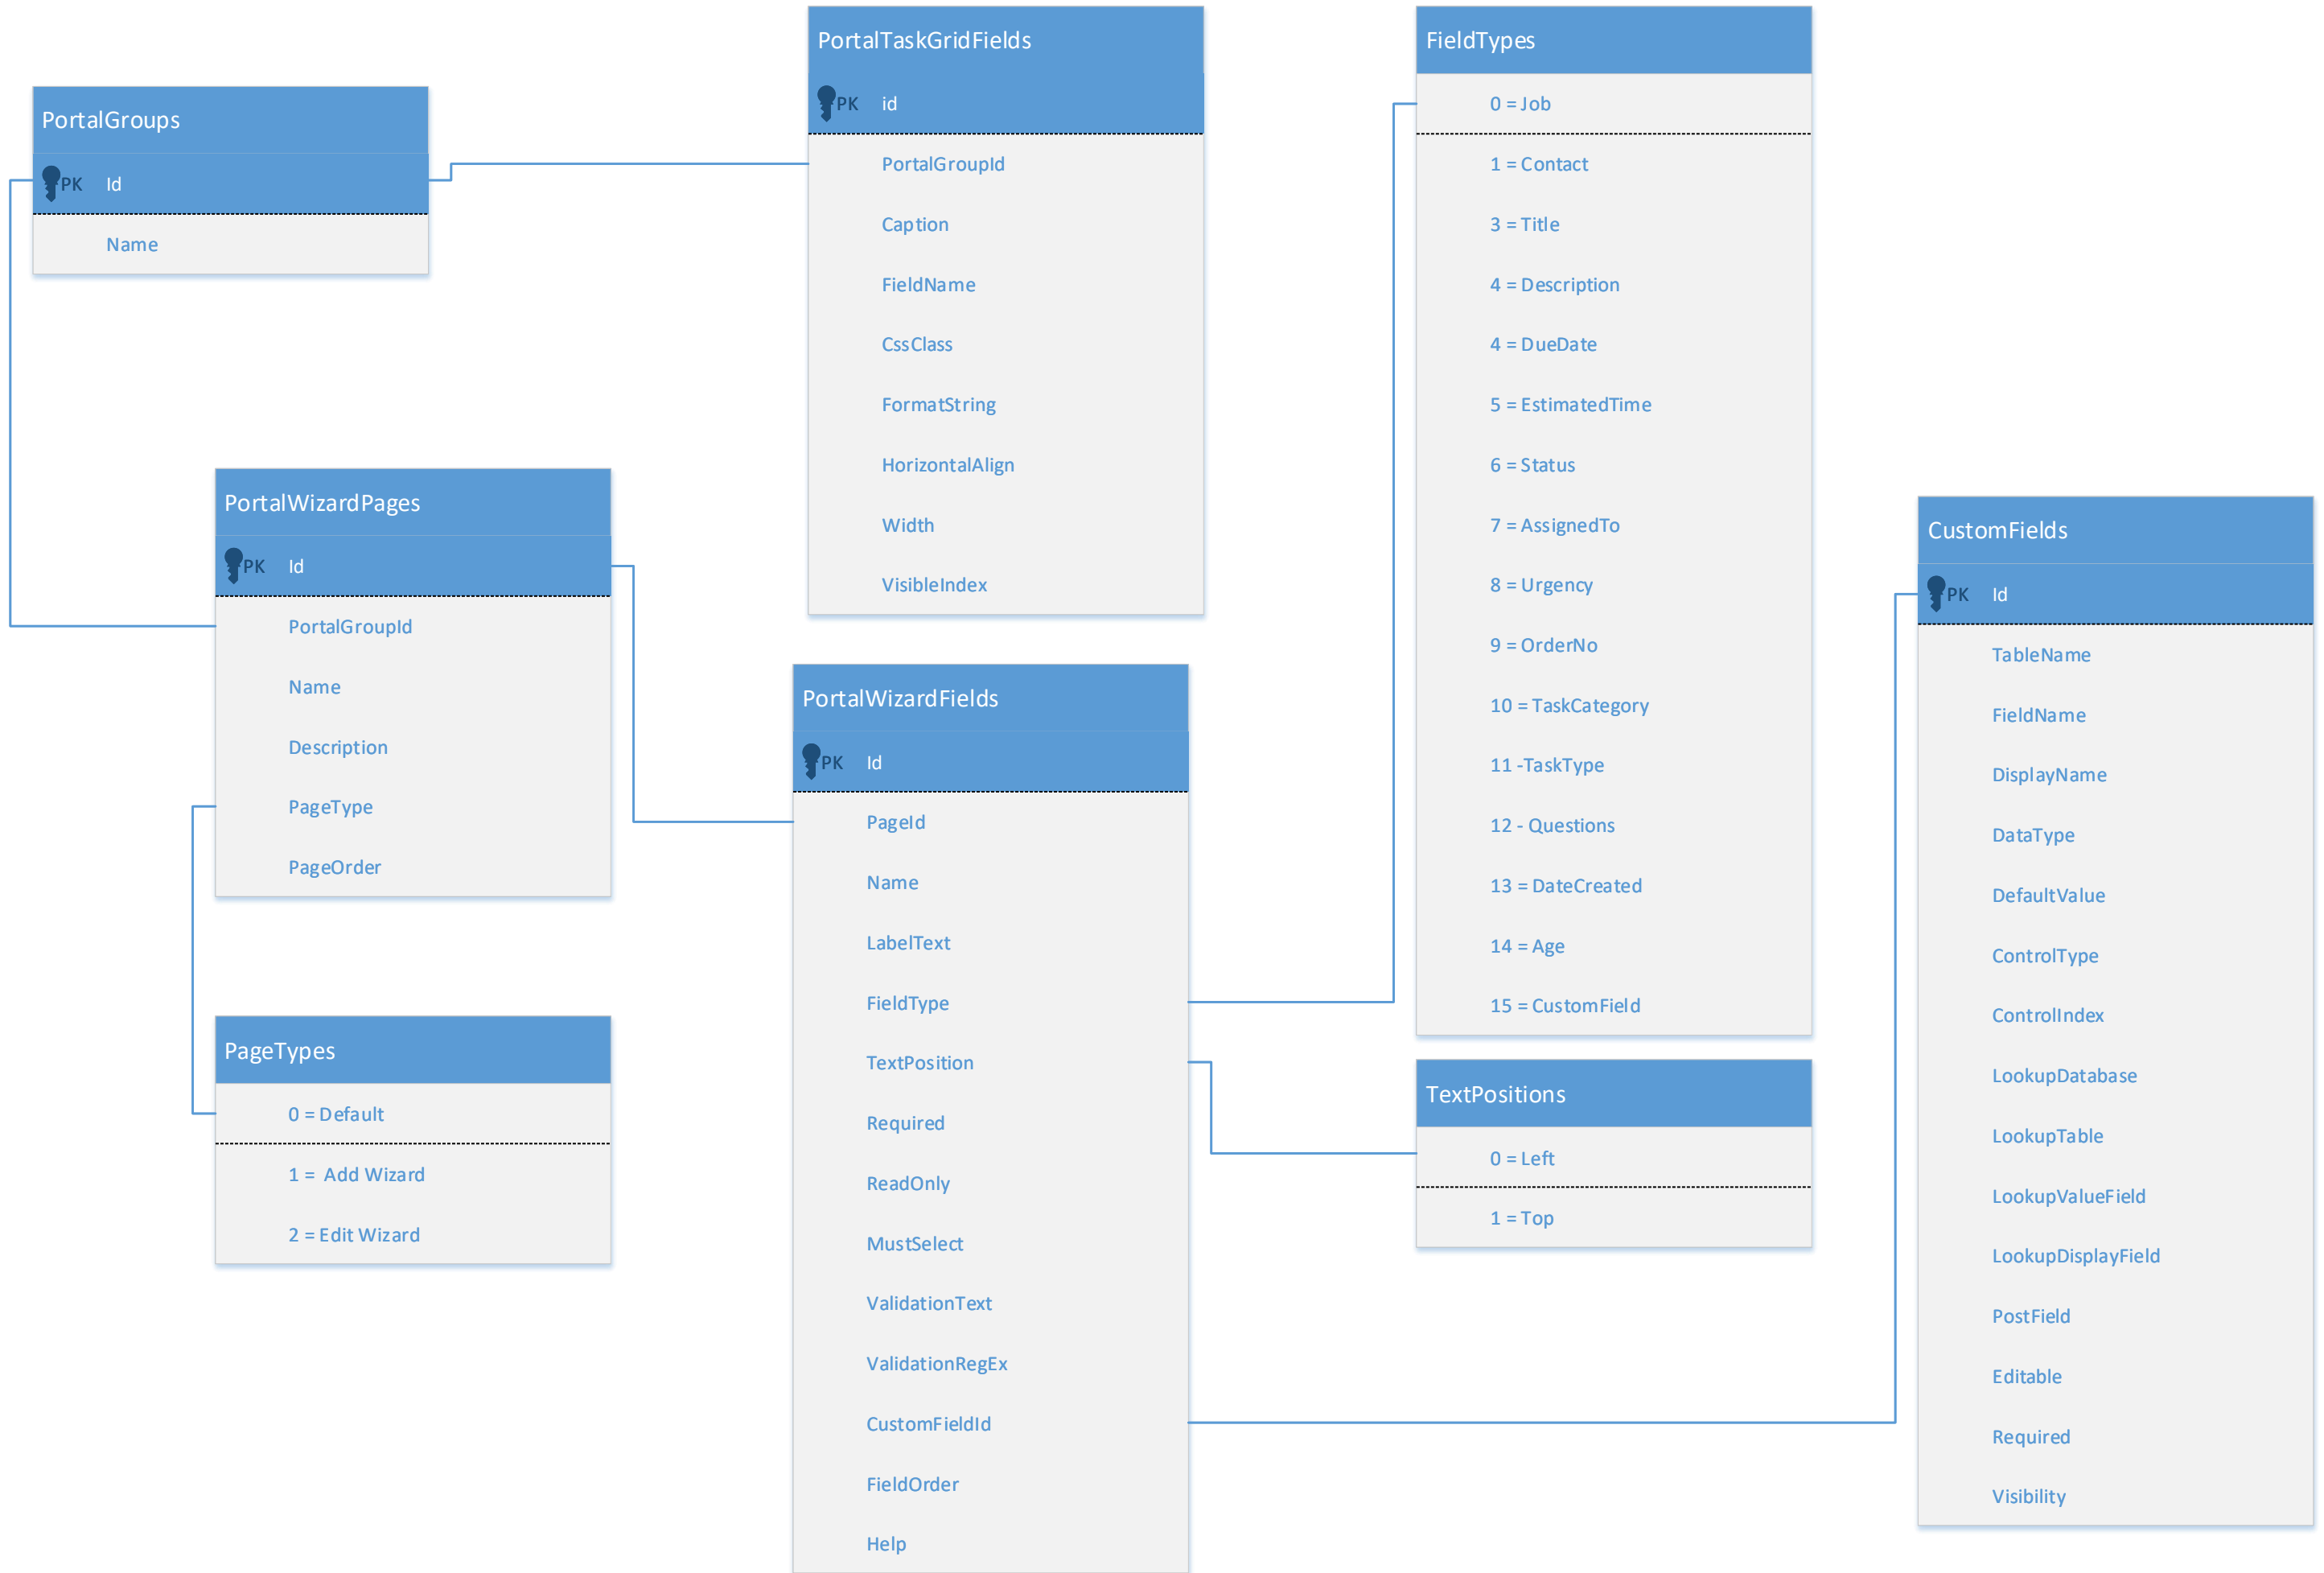 PortalGroups
PK Id
Name
PortalTaskGridFields
PK id
PortalGroupId
Caption
FieldName
CssClass
FormatString
HorizontalAlign
Width
VisibleIndex
FieldTypes
0 = Job
1 = Contact
3 = Title
4 = Description
4 = DueDate
5 = EstimatedTime
6 = Status
7 = AssignedTo
8 = Urgency
9 = OrderNo
10 = TaskCategory
11 -TaskType
12 - Questions
13 = DateCreated
14 = Age
15 = CustomField
PortalWizardPages
PK Id
PortalGroupId
Name
Description
PageType
PageOrder
PortalWizardFields
PK Id
PageId
Name
LabelText
FieldType
TextPosition
Required
ReadOnly
MustSelect
ValidationText
ValidationRegEx
CustomFieldId
FieldOrder
Help
CustomFields
PK Id
TableName
FieldName
DisplayName
DataType
DefaultValue
ControlType
ControlIndex
LookupDatabase
LookupTable
LookupValueField
LookupDisplayField
PostField
Editable
Required
Visibility
PageTypes
0 = Default
1 = Add Wizard
2 = Edit Wizard
TextPositions
0 = Left
1 = Top